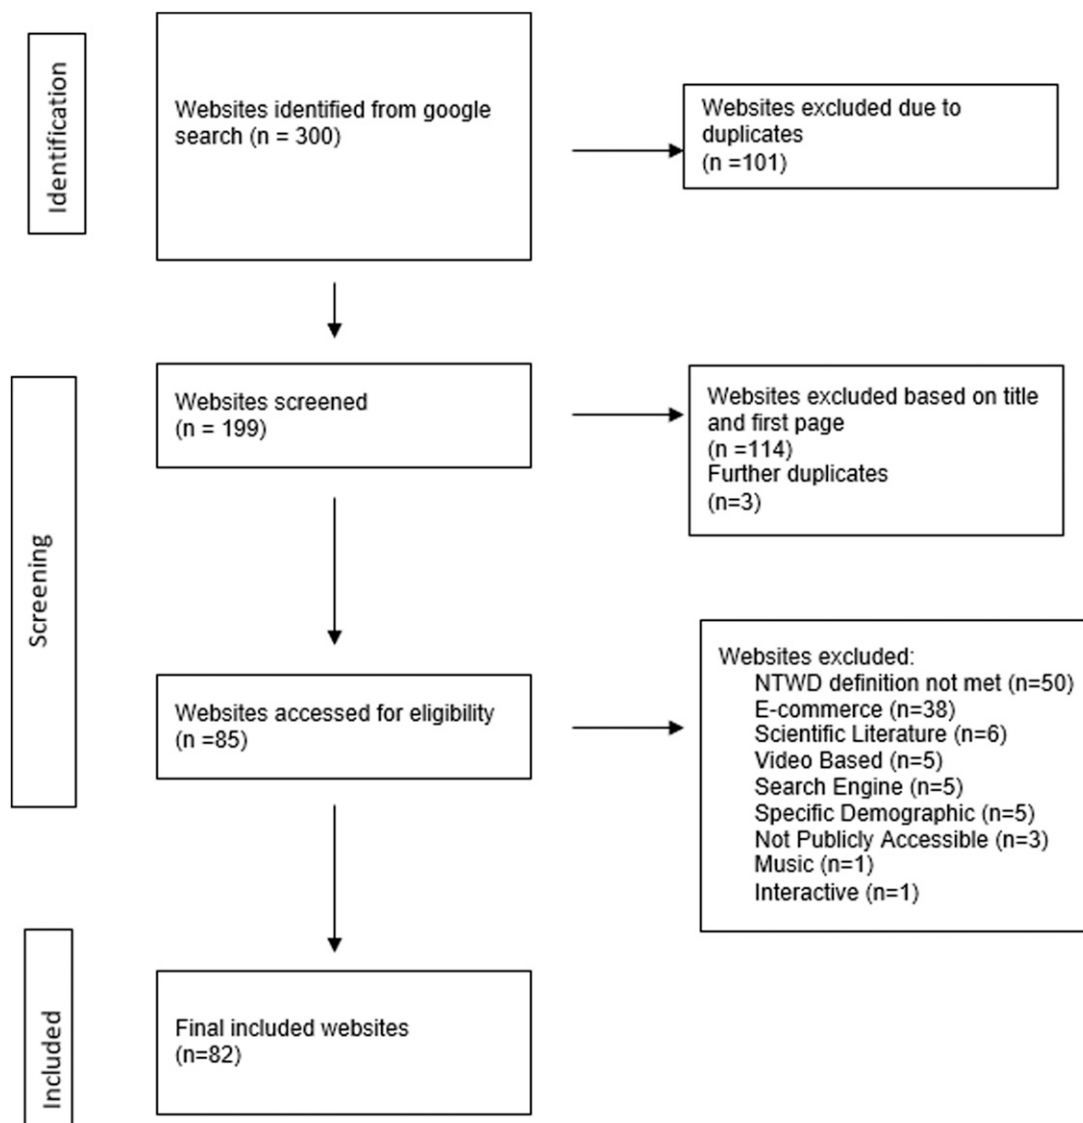 Identification
Websites identified from google
search (n = 300)
Websites excluded due to
duplicates
(n =101)
Screening
Websites screened
(n = 199)
Websites excluded based on title
and first page
(n =114)
Further duplicates
(n=3)
Websites accessed for eligibility
(n =85)
Websites excluded:
NTWD definition not met (n=50)
E-commerce (n=38)
Scientific Literature (n=6)
Video Based (n=5)
Search Engine (n=5)
Specific Demographic (n=5)
Not Publicly Accessible (n=3)
Music (n=1)
Interactive (n=1)
Included
Final included websites
(n=82)